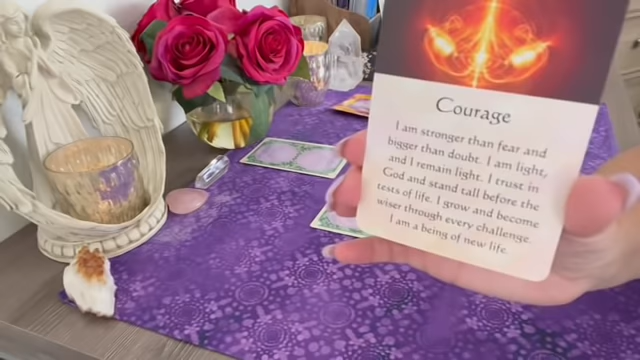 Courage
I am stronger than fear and
bigger than doubt. I am light,
and I remain light. I trust in
God and stand tall before the
tests of life. I grow and become
wiser through every challenge.
I am a being of new life.